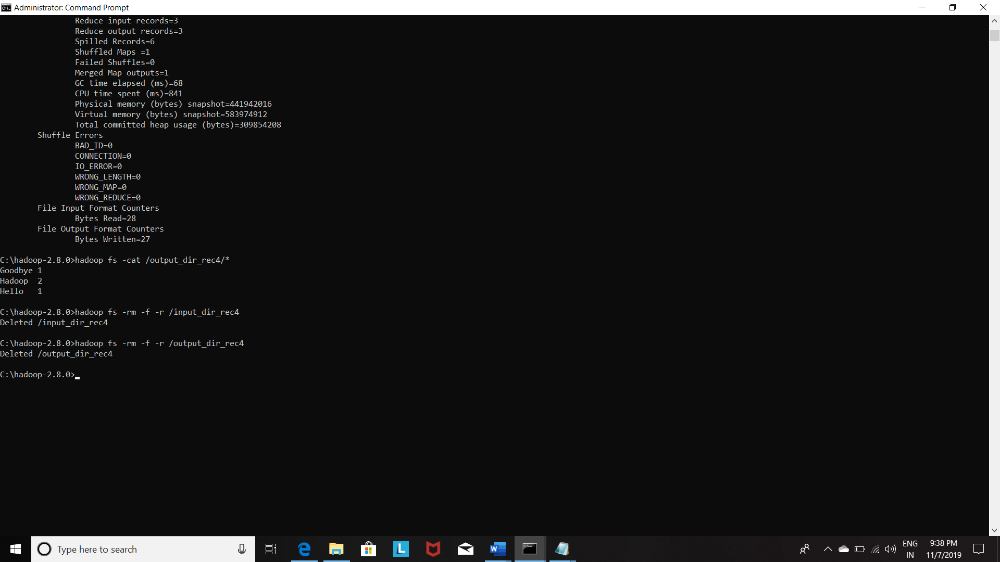 Administrator: Command Prompt
Reduce input records=3
Reduce output records=3
Spilled Records=6
Shuffled Maps =1
Failed Shuffles=0
Merged Map outputs=1
GC time elapsed (ms)=68
CPU time spent (ms)=841
Physical memory (bytes) snapshot=441942016
Virtual memory (bytes) snapshot=583974912
Total committed heap usage (bytes)=309854208
Shuffle Errors
BAD_ID=0
CONNECTION=0
IO_ERROR=0
WRONG_LENGTH=0
WRONG_MAP=0
WRONG_REDUCE=0
File Input Format Counters
Bytes Read=28
File Output Format Counters
Bytes Written=27
C:\hadoop-2.8.0>hadoop fs -cat /output_dir_rec4/*
Goodbye 1
Hadoop  2
Hello   1
C:\hadoop-2.8.0>hadoop fs -rm -f -r /input_dir_rec4
Deleted /input_dir_rec4
C:\hadoop-2.8.0>hadoop fs -rm -f -r /output_dir_rec4
Deleted /output_dir_rec4
C:\hadoop-2.8.0>
Type here to search
ENG
IN
9:38 PM
11/7/2019